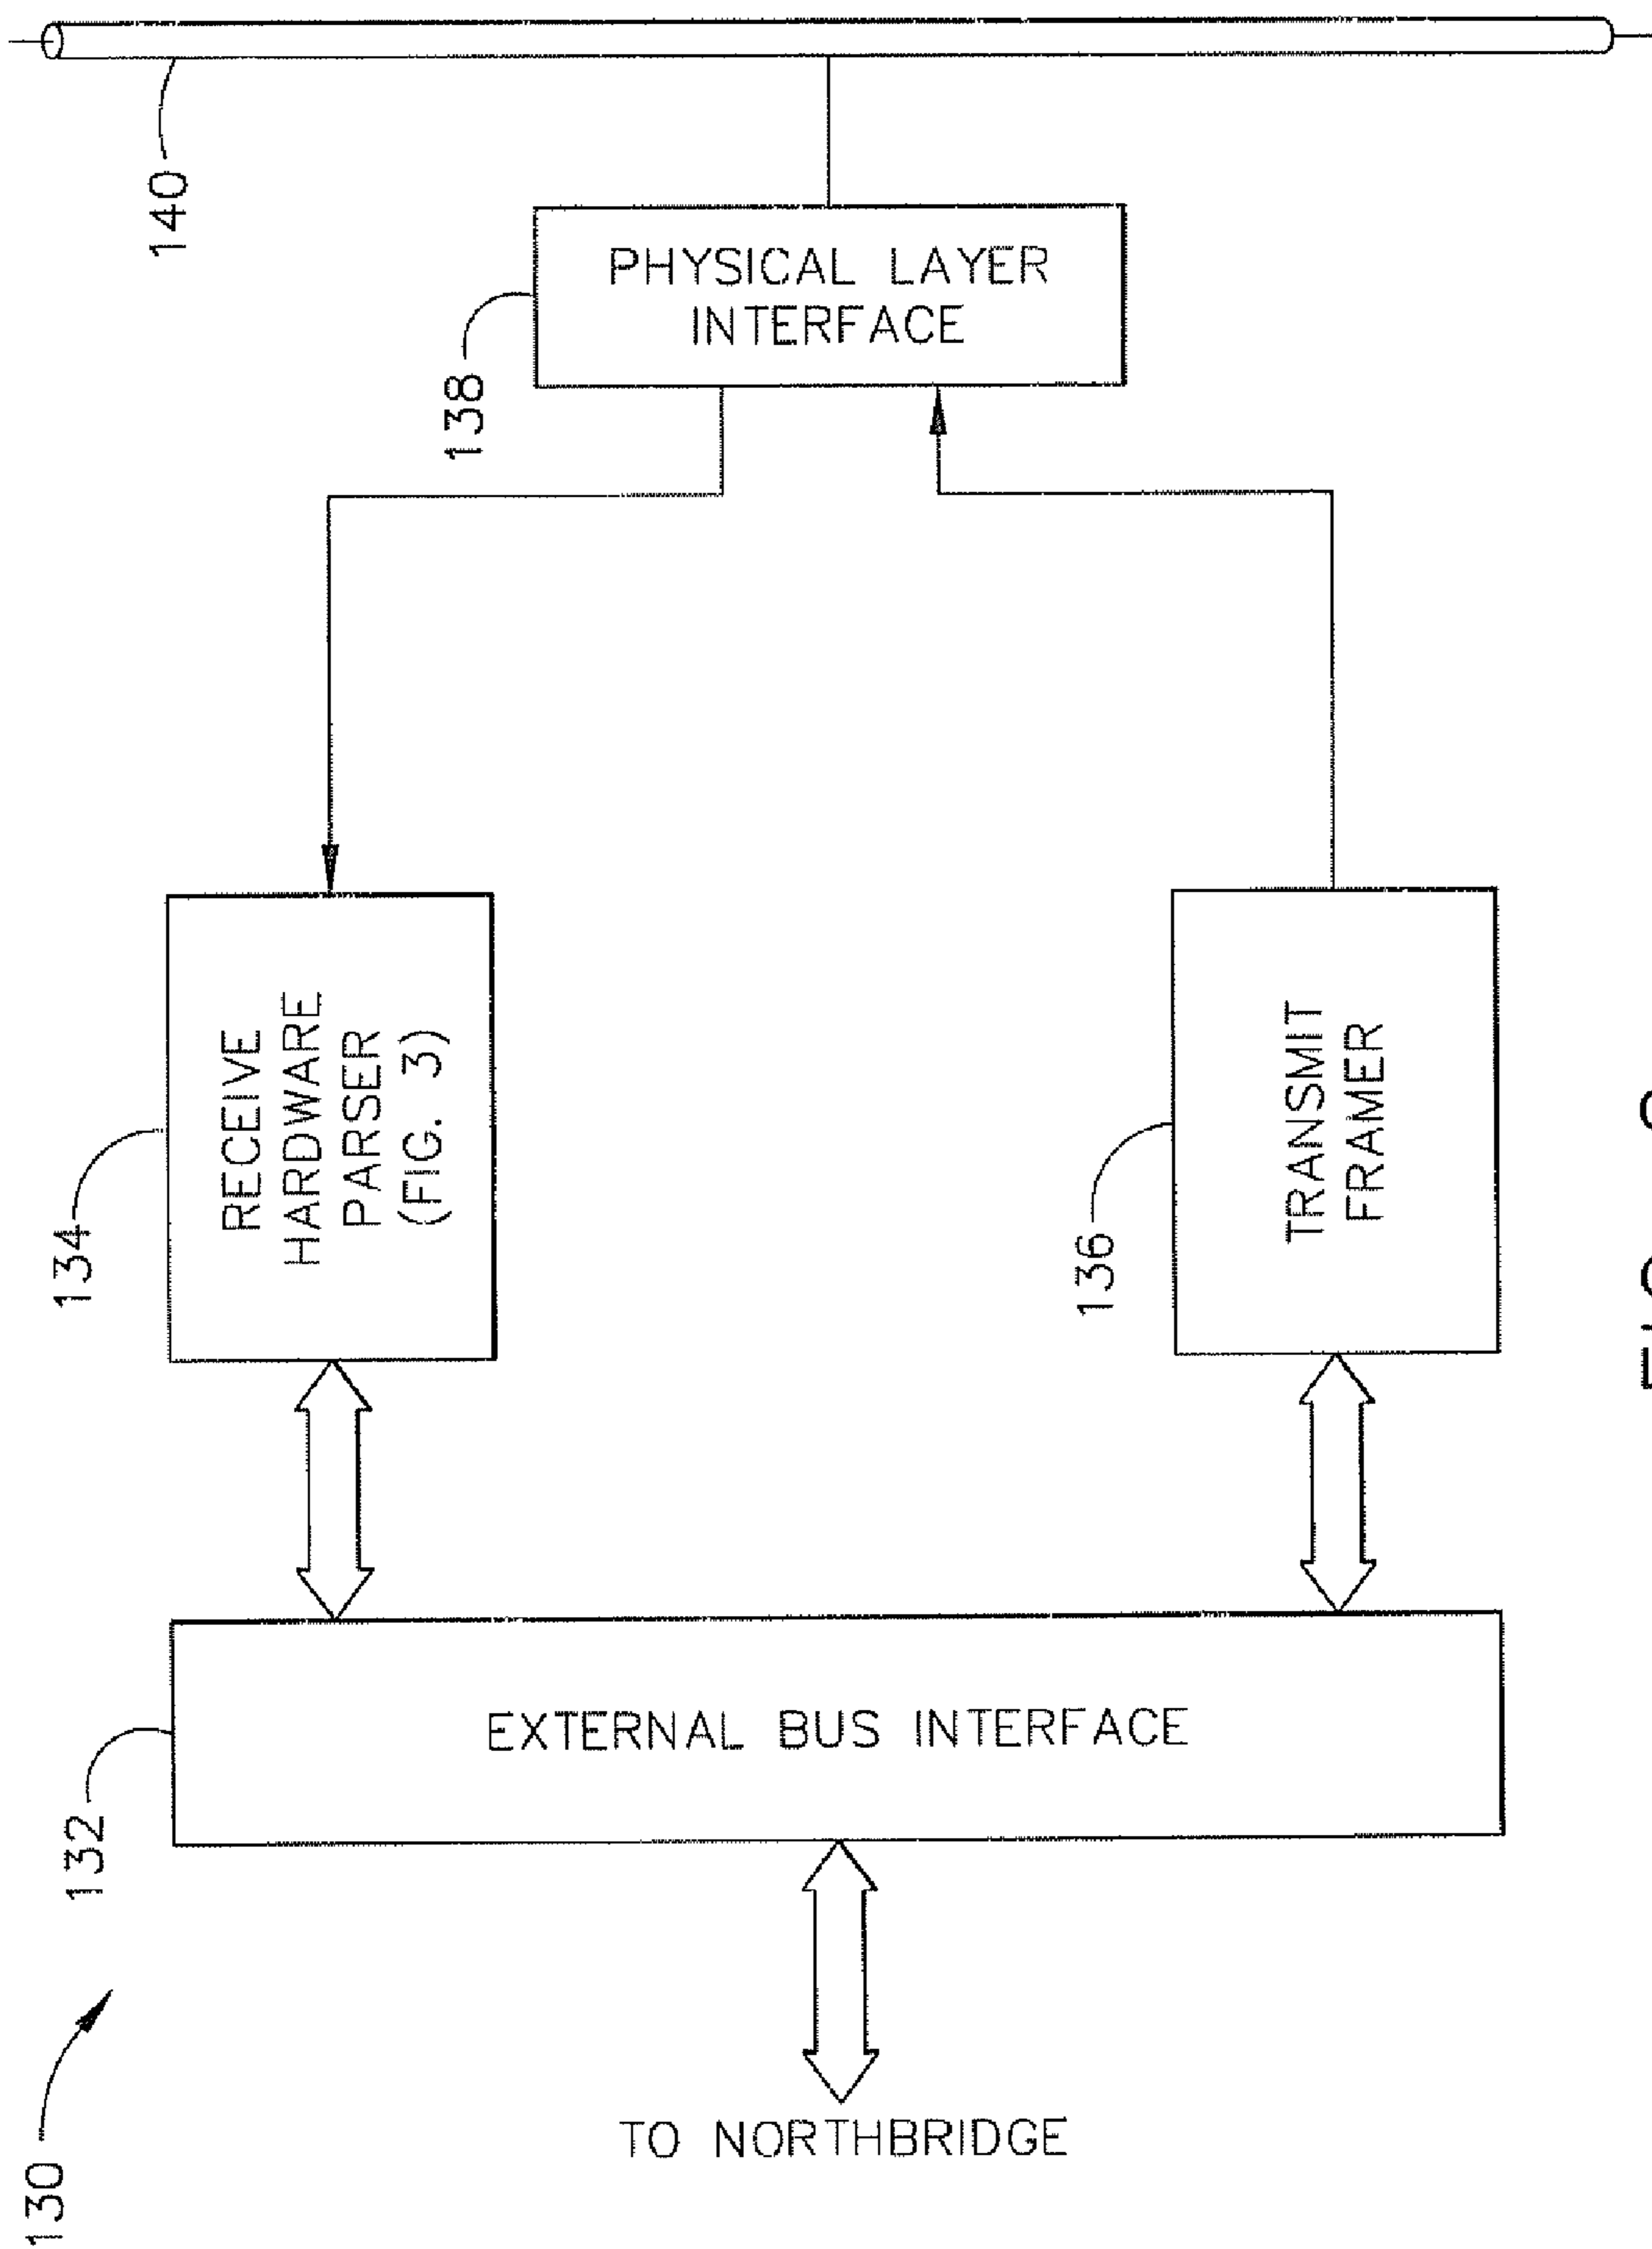 140
PHYSICAL LAYER
INTERFACE
138
134
RECEIVE
HARDWARE
PARSER
(FIG. 3)
136
TRANSMIT
FRAMER
132
EXTERNAL BUS INTERFACE
130
TO NORTHBRIDGE